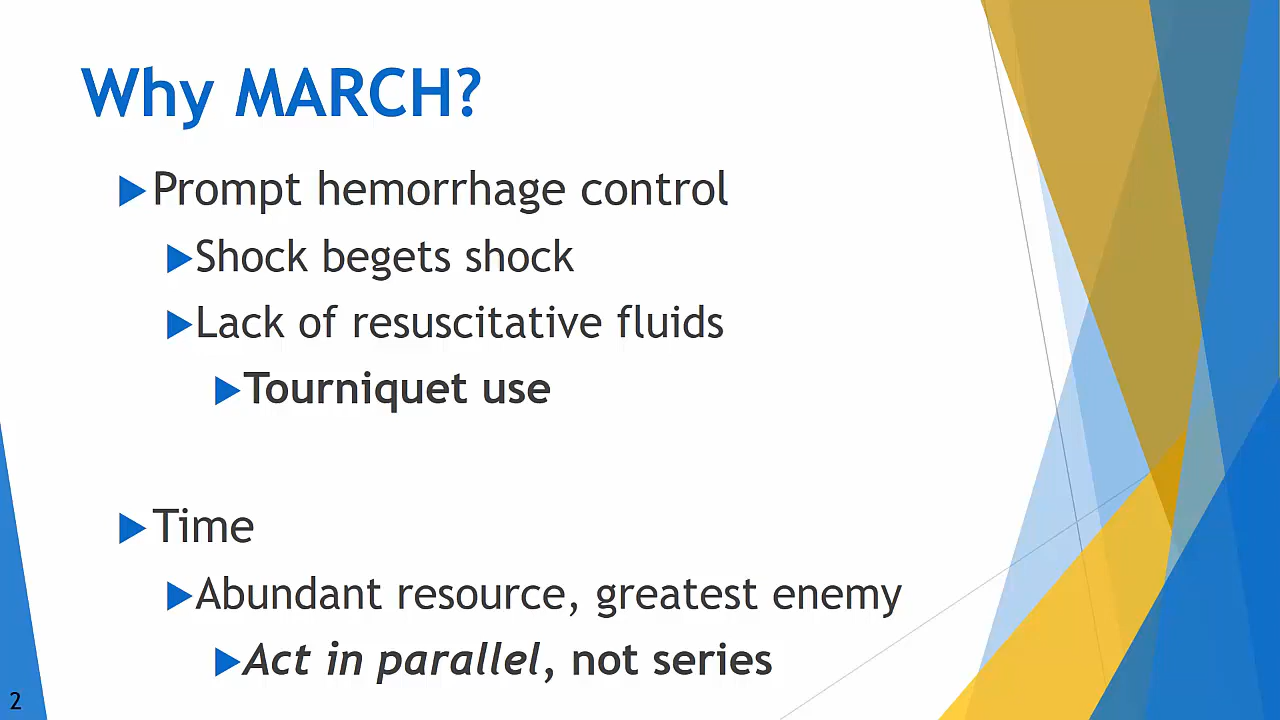 Why MARCH?
Prompt hemorrhage control
Shock begets shock
Lack of resuscitative fluids
Tourniquet use
Time
Abundant resource, greatest enemy
Act in parallel, not series
2